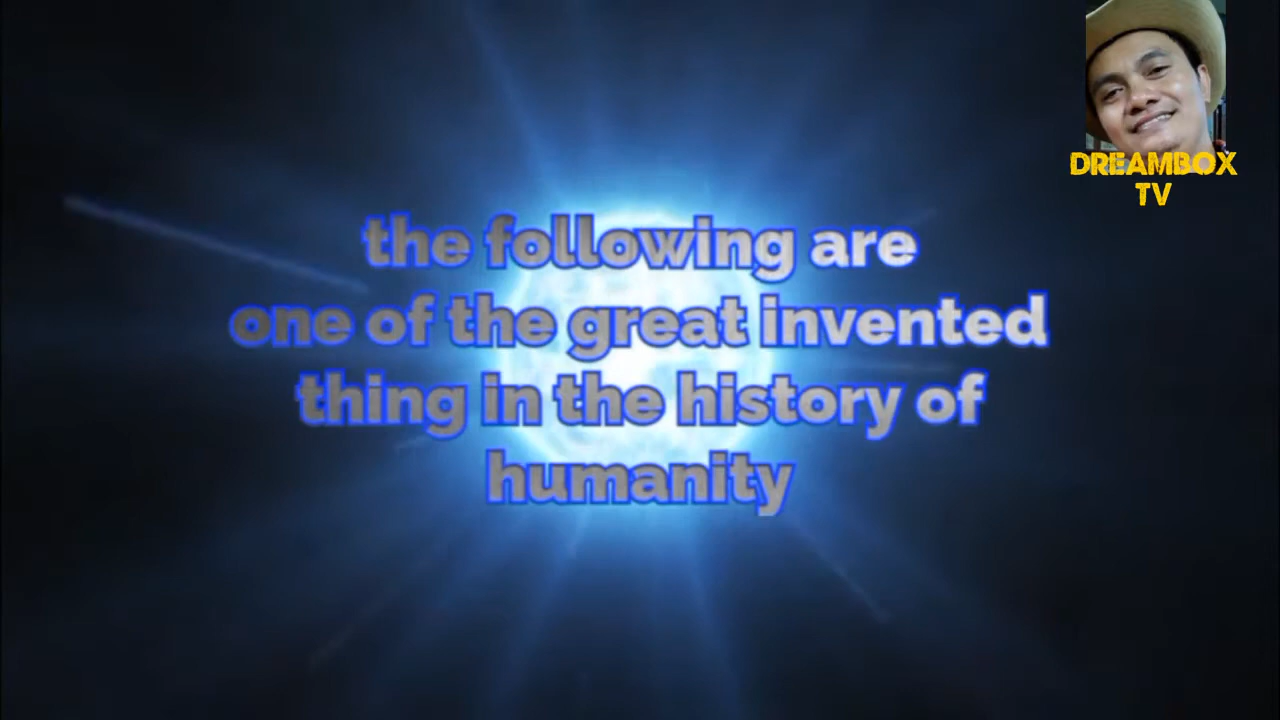 the following are
one of the great invented
thing in the history of
humanity
DREAMBOX
TV